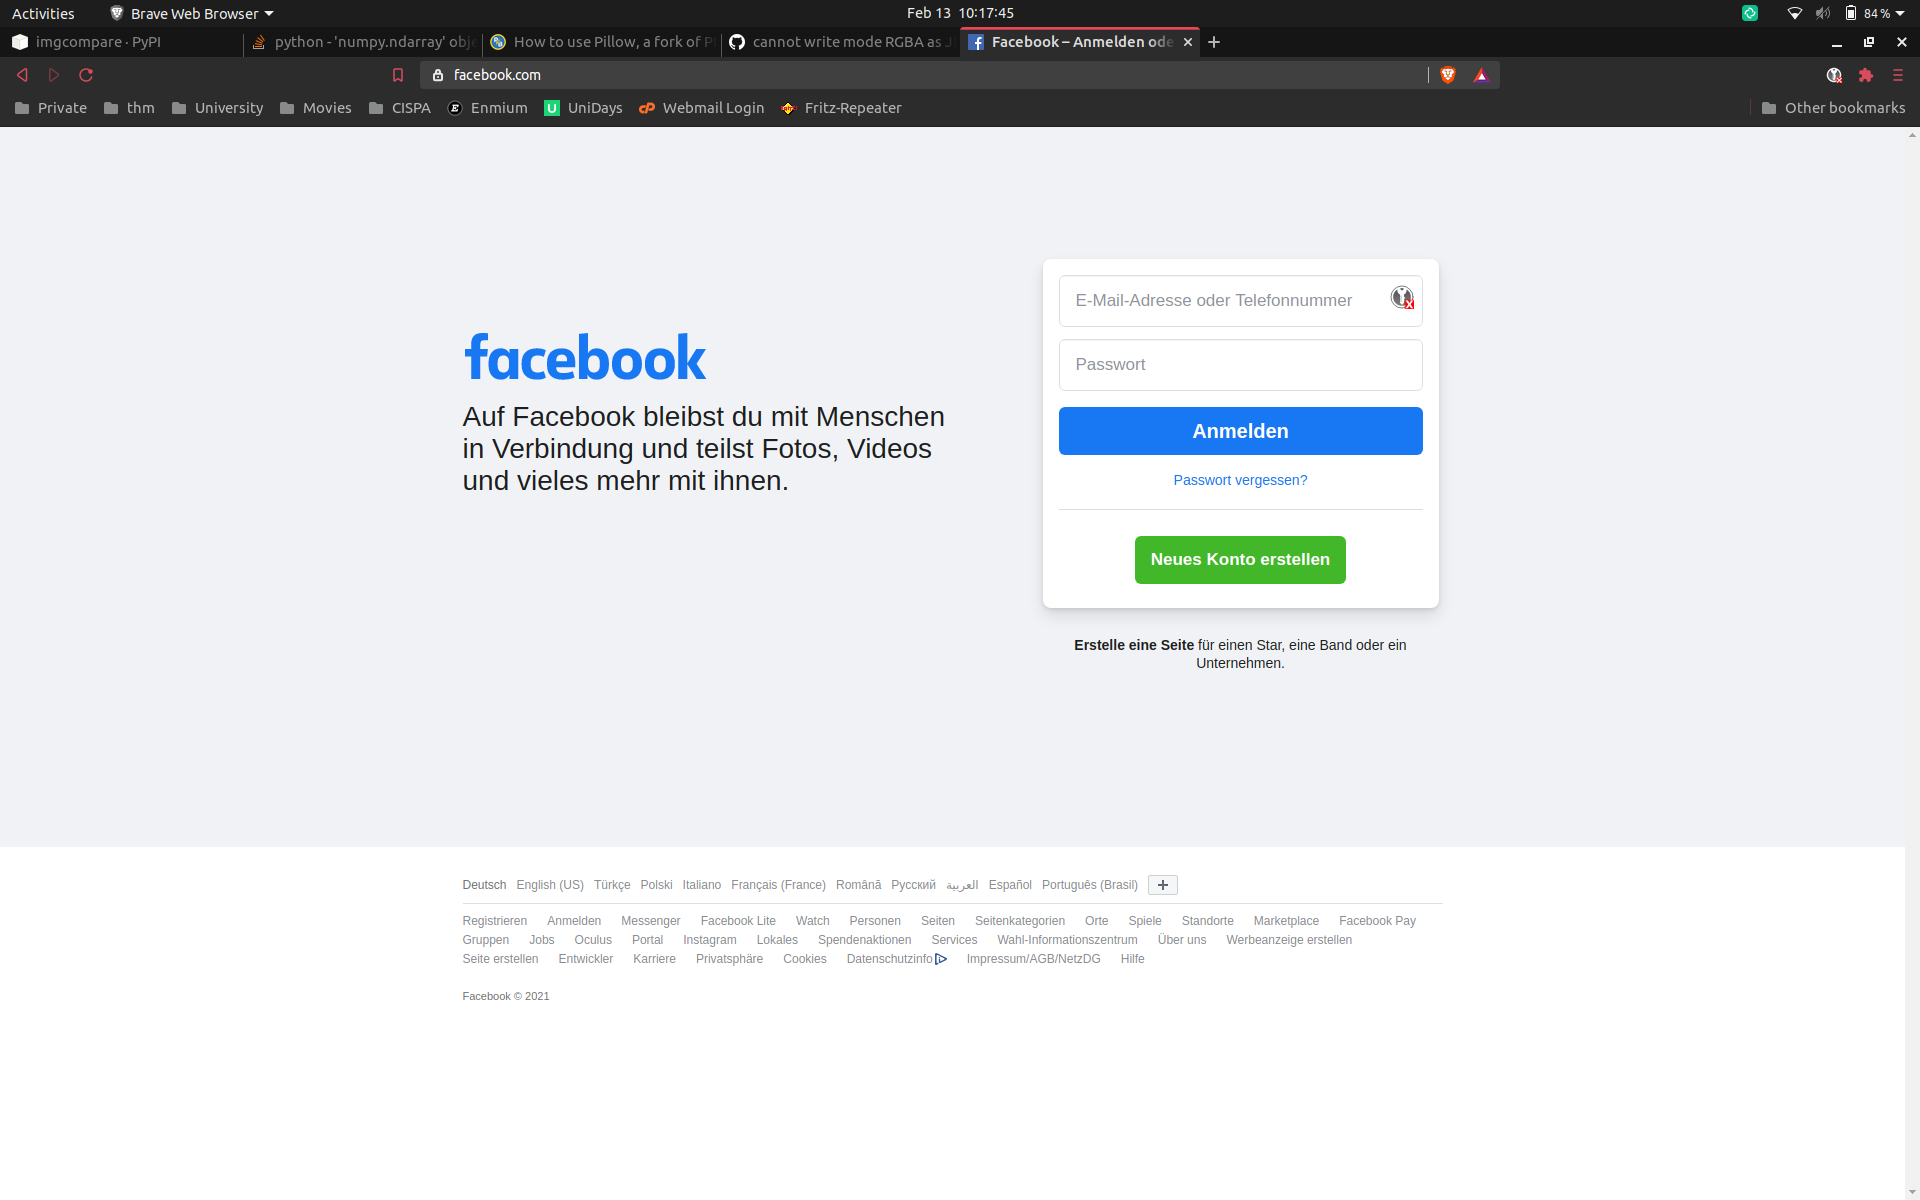 Activities Brave Web Browser Feb 13 10:17:45 84 %
imgcompare · PyPI python - 'numpy.ndarray' How to use Pillow, a fork of cannot write mode RGBA as Facebook – Anmelden
facebook.com
Private thm University Movies CISPA Enmium UniDays Webmail Login Fritz-Repeater Other bookmarks
facebook
Auf Facebook bleibst du mit Menschen
in Verbindung und teilst Fotos, Videos
und vieles mehr mit ihnen.
E-Mail-Adresse oder Telefonnummer
Passwort
Anmelden
Passwort vergessen?
Neues Konto erstellen
Erstelle eine Seite für einen Star, eine Band oder ein
Unternehmen.
Deutsch English (US) Türkçe Polski Italiano Français (France) Română Русский العربية Español Português (Brasil)
Registrieren Anmelden Messenger Facebook Lite Watch Personen Seiten Seitenkategorien Orte Spiele Standorte Marketplace Facebook Pay
Gruppen Jobs Oculus Portal Instagram Lokales Spendenaktionen Services Wahl-Informationszentrum Über uns Werbeanzeige erstellen
Seite erstellen Entwickler Karriere Privatsphäre Cookies Datenschutzinfo Impressum/AGB/NetzDG Hilfe
Facebook © 2021